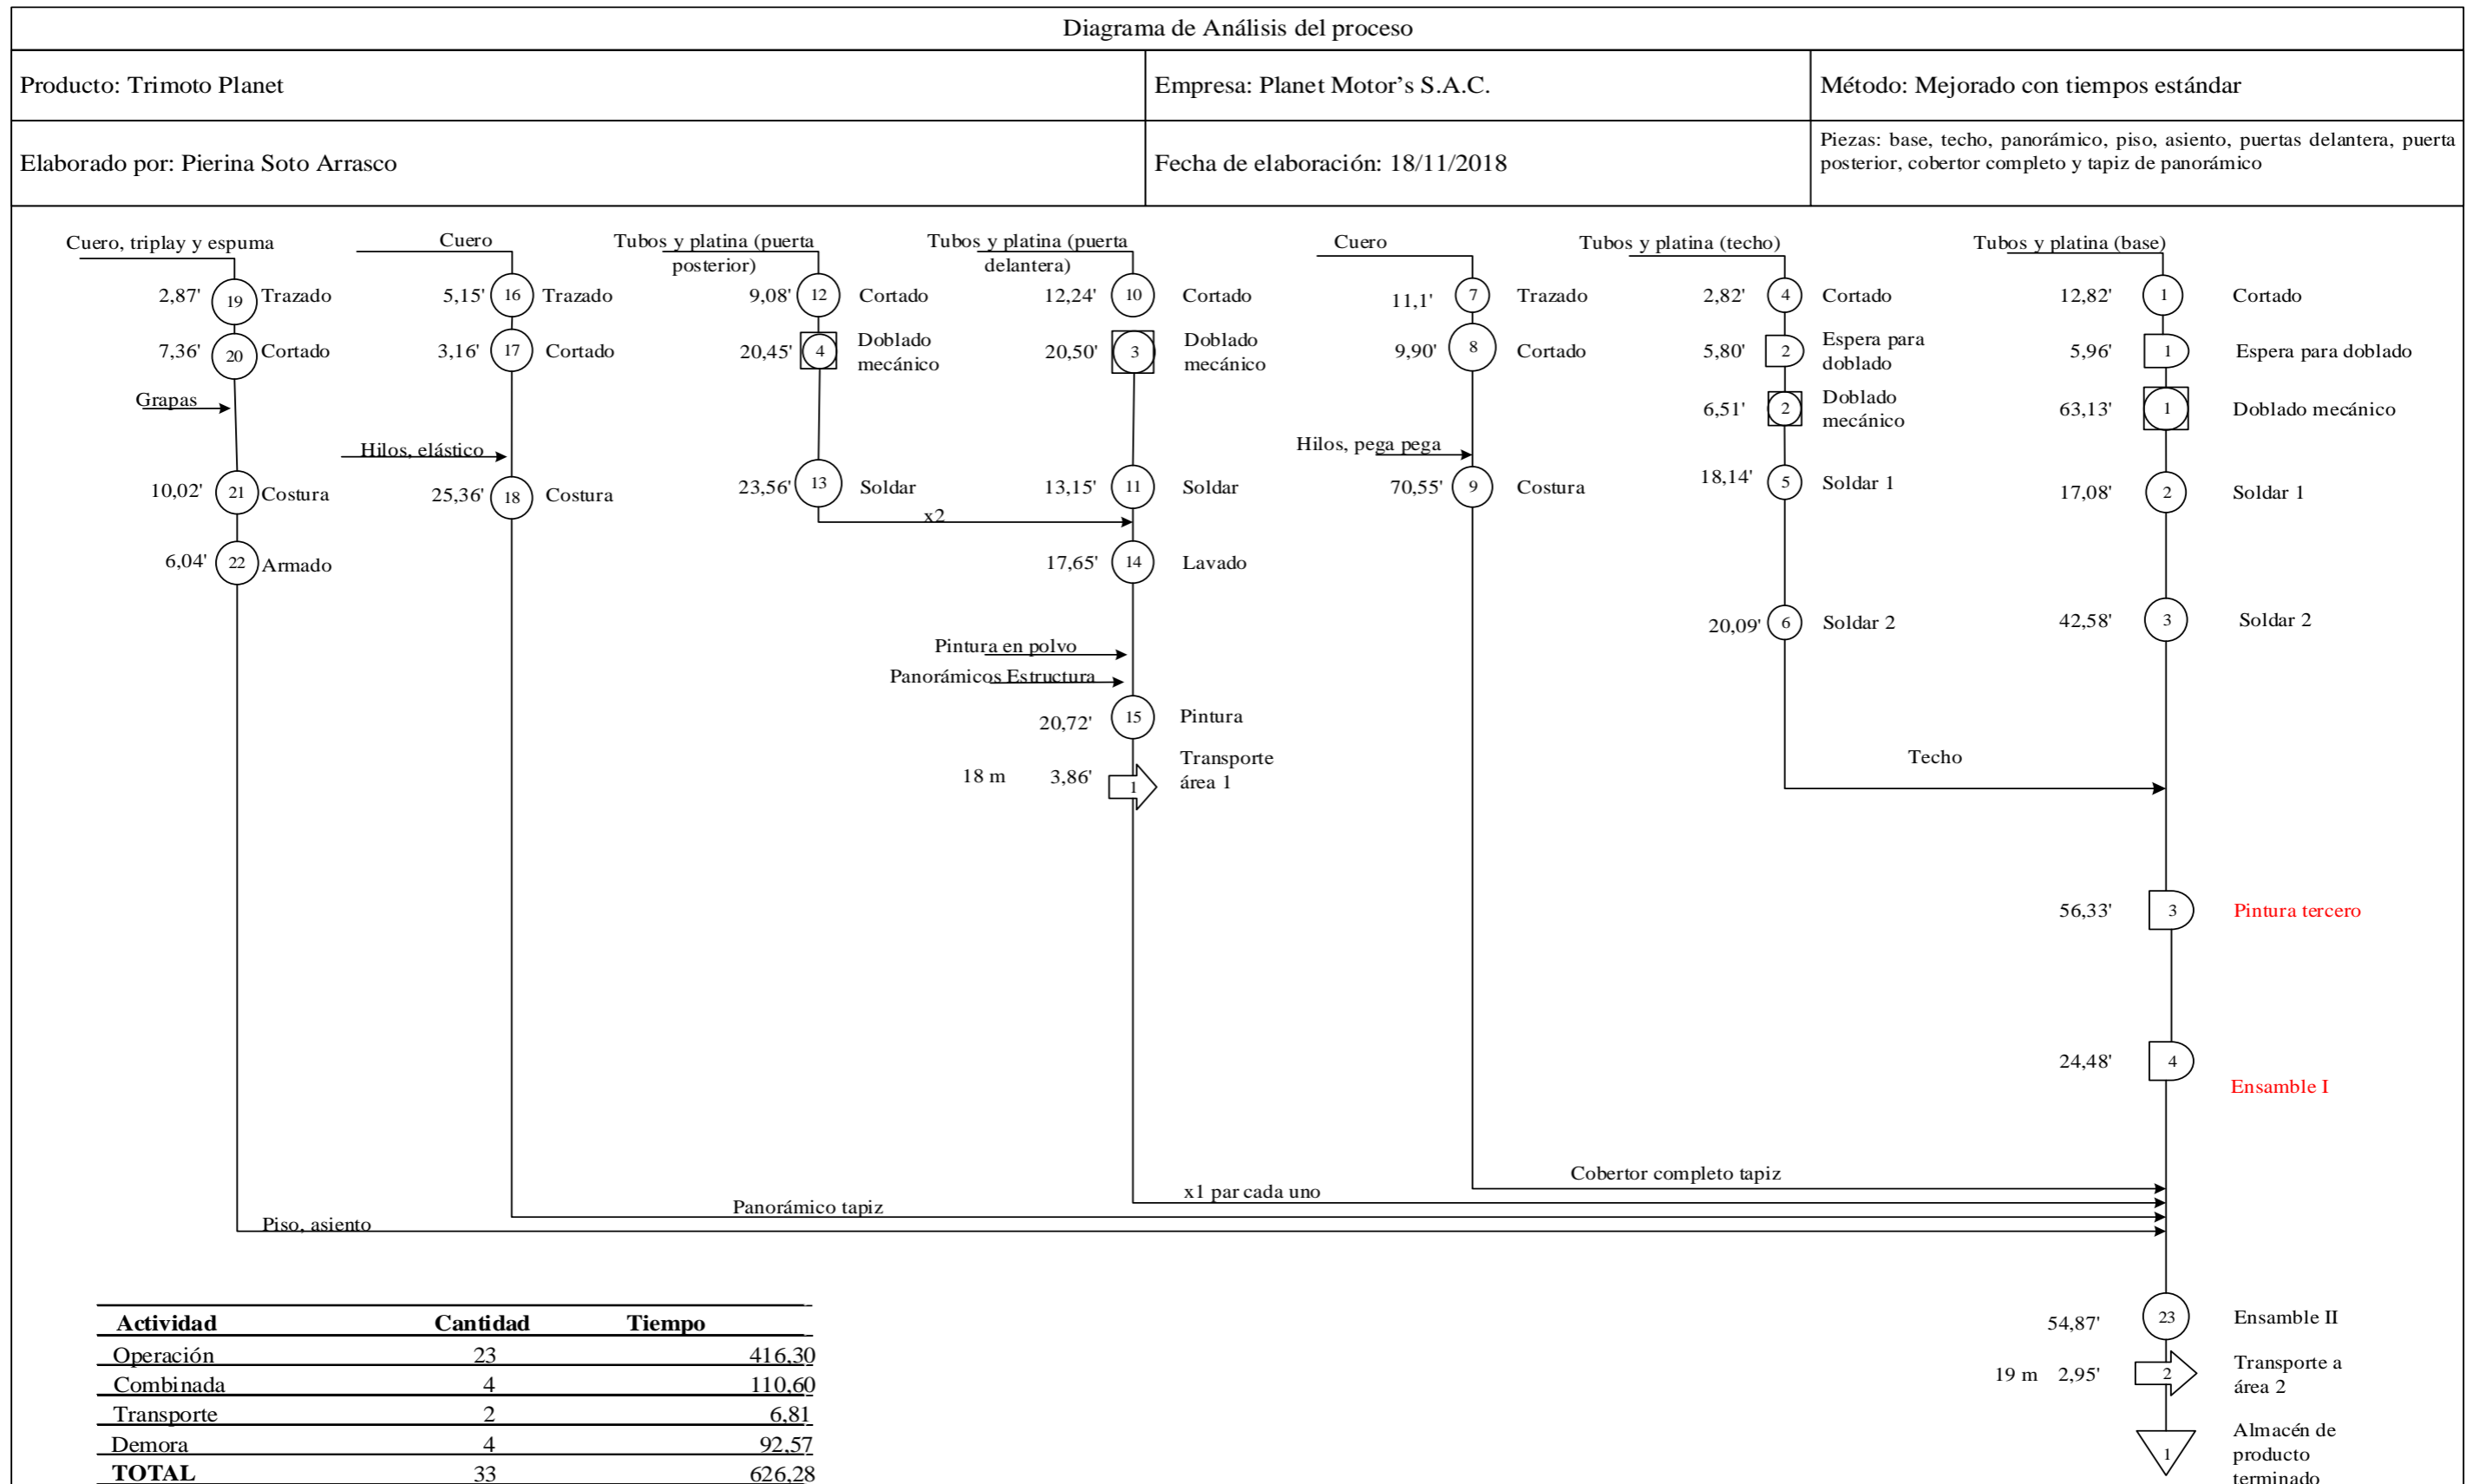 Diagrama de Análisis del proceso
Producto: Trimoto Planet
Empresa: Planet Motor's S.A.C.
Método: Mejorado con tiempos estándar
Elaborado por: Pierina Soto Arrasco
Fecha de elaboración: 18/11/2018
Piezas: base, techo, panorámico, piso, asiento, puertas delantera, puerta
posterior, cobertor completo y tapiz de panorámico
Cuero, triplay y espuma
2,87' 19 Trazado
7,36' 20 Cortado
Grapas
10,02' 21 Costura
6,04' 22 Armado
Piso, asiento
Cuero
5,15' 16 Trazado
3,16' 17 Cortado
Hilos, elástico
25,36' 18 Costura
Panorámico tapiz
Tubos y platina (puerta
posterior)
9,08' 12 Cortado
20,45' 4 Doblado
mecánico
23,56' 13 Soldar
x2
Tubos y platina (puerta
delantera)
12,24' 10 Cortado
20,50' 3 Doblado
mecánico
13,15' 11 Soldar
17,65' 14 Lavado
Pintura en polvo
Panorámicos Estructura
20,72' 15 Pintura
18 m 3,86' 1 Transporte
área 1
x1 par cada uno
Cuero
11,1' 7 Trazado
9,90' 8 Cortado
Hilos, pega pega
70,55' 9 Costura
Cobertor completo tapiz
Tubos y platina (techo)
2,82' 4 Cortado
5,80' 2 Espera para
doblado
6,51' 2 Doblado
mecánico
18,14' 5 Soldar 1
20,09' 6 Soldar 2
Techo
Tubos y platina (base)
12,82' 1 Cortado
5,96' 1 Espera para doblado
63,13' 1 Doblado mecánico
17,08' 2 Soldar 1
42,58' 3 Soldar 2
56,33' 3 Pintura tercero
24,48' 4 Ensamble I
54,87' 23 Ensamble II
19 m 2,95' 2 Transporte a
área 2
1 Almacén de
producto
terminado
Actividad Cantidad Tiempo
Operación 23 416,30
Combinada 4 110,60
Transporte 2 6,81
Demora 4 92,57
TOTAL 33 626,28